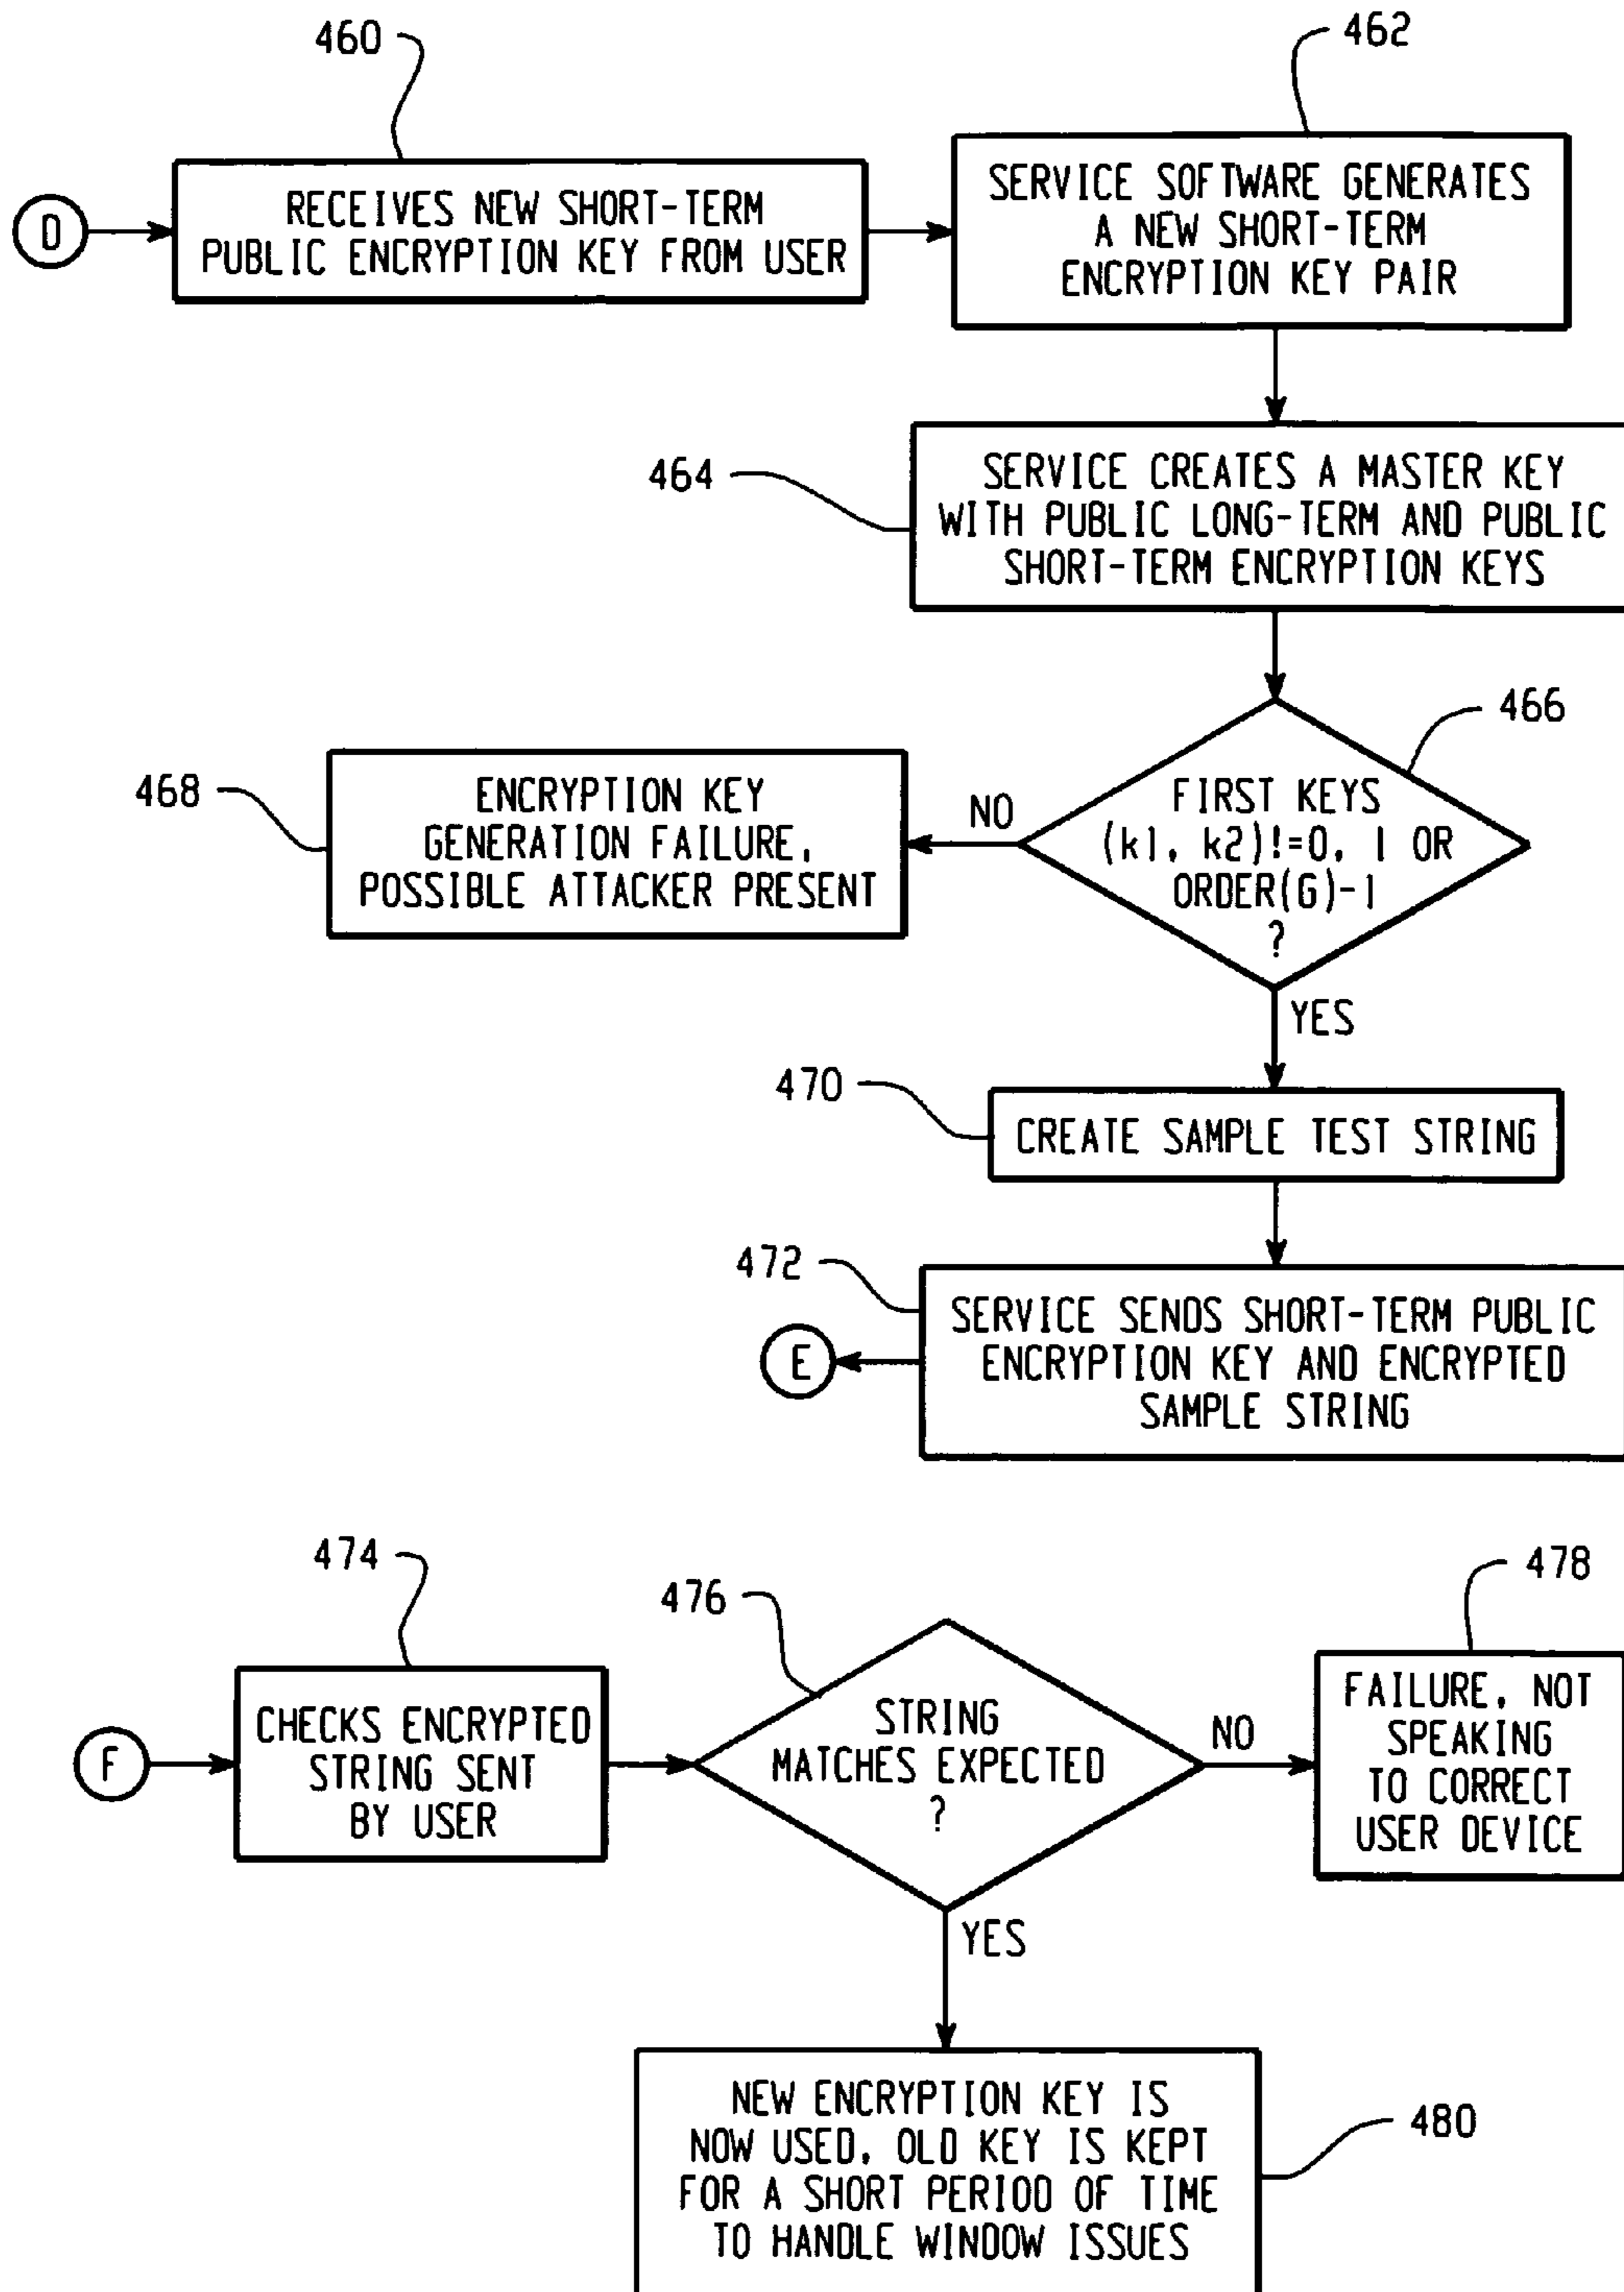 460
462
D
RECEIVES NEW SHORT-TERM
PUBLIC ENCRYPTION KEY FROM USER
SERVICE SOFTWARE GENERATES
A NEW SHORT-TERM
ENCRYPTION KEY PAIR
464
SERVICE CREATES A MASTER KEY
WITH PUBLIC LONG-TERM AND PUBLIC
SHORT-TERM ENCRYPTION KEYS
466
468
ENCRYPTION KEY
GENERATION FAILURE,
POSSIBLE ATTACKER PRESENT
NO
FIRST KEYS
(k1, k2)!=0, 1 OR
ORDER(G)-1
?
YES
470
CREATE SAMPLE TEST STRING
472
SERVICE SENDS SHORT-TERM PUBLIC
ENCRYPTION KEY AND ENCRYPTED
SAMPLE STRING
E
474
476
478
F
CHECKS ENCRYPTED
STRING SENT
BY USER
STRING
MATCHES EXPECTED
?
NO
FAILURE, NOT
SPEAKING
TO CORRECT
USER DEVICE
YES
480
NEW ENCRYPTION KEY IS
NOW USED, OLD KEY IS KEPT
FOR A SHORT PERIOD OF TIME
TO HANDLE WINDOW ISSUES